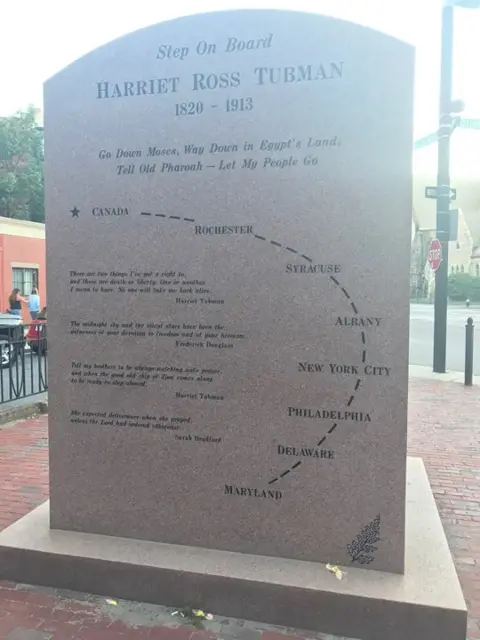 Step On Board
HARRIET ROSS TUBMAN
1820 - 1913
Go Down Moses, Way Down in Egypt's Land,
Tell Old Pharoah — Let My People Go
★ CANADA
ROCHESTER
SYRACUSE
ALBANY
NEW YORK CITY
PHILADELPHIA
DELAWARE
MARYLAND
There are two things I've got a right to,
and these are death or liberty. One or another
I mean to have. No one will take me back alive.
Harriet Tubman
The midnight sky and the silent stars have been the
witnesses of your devotion to freedom and of your heroism.
Frederick Douglass
Tell my brothers to be always watching unto prayer,
and when the good old ship of Zion comes along
to be ready to step aboard.
Harriet Tubman
She expected deliverance when she prayed,
unless the Lord had ordered otherwise
Sarah Bradford
STOP